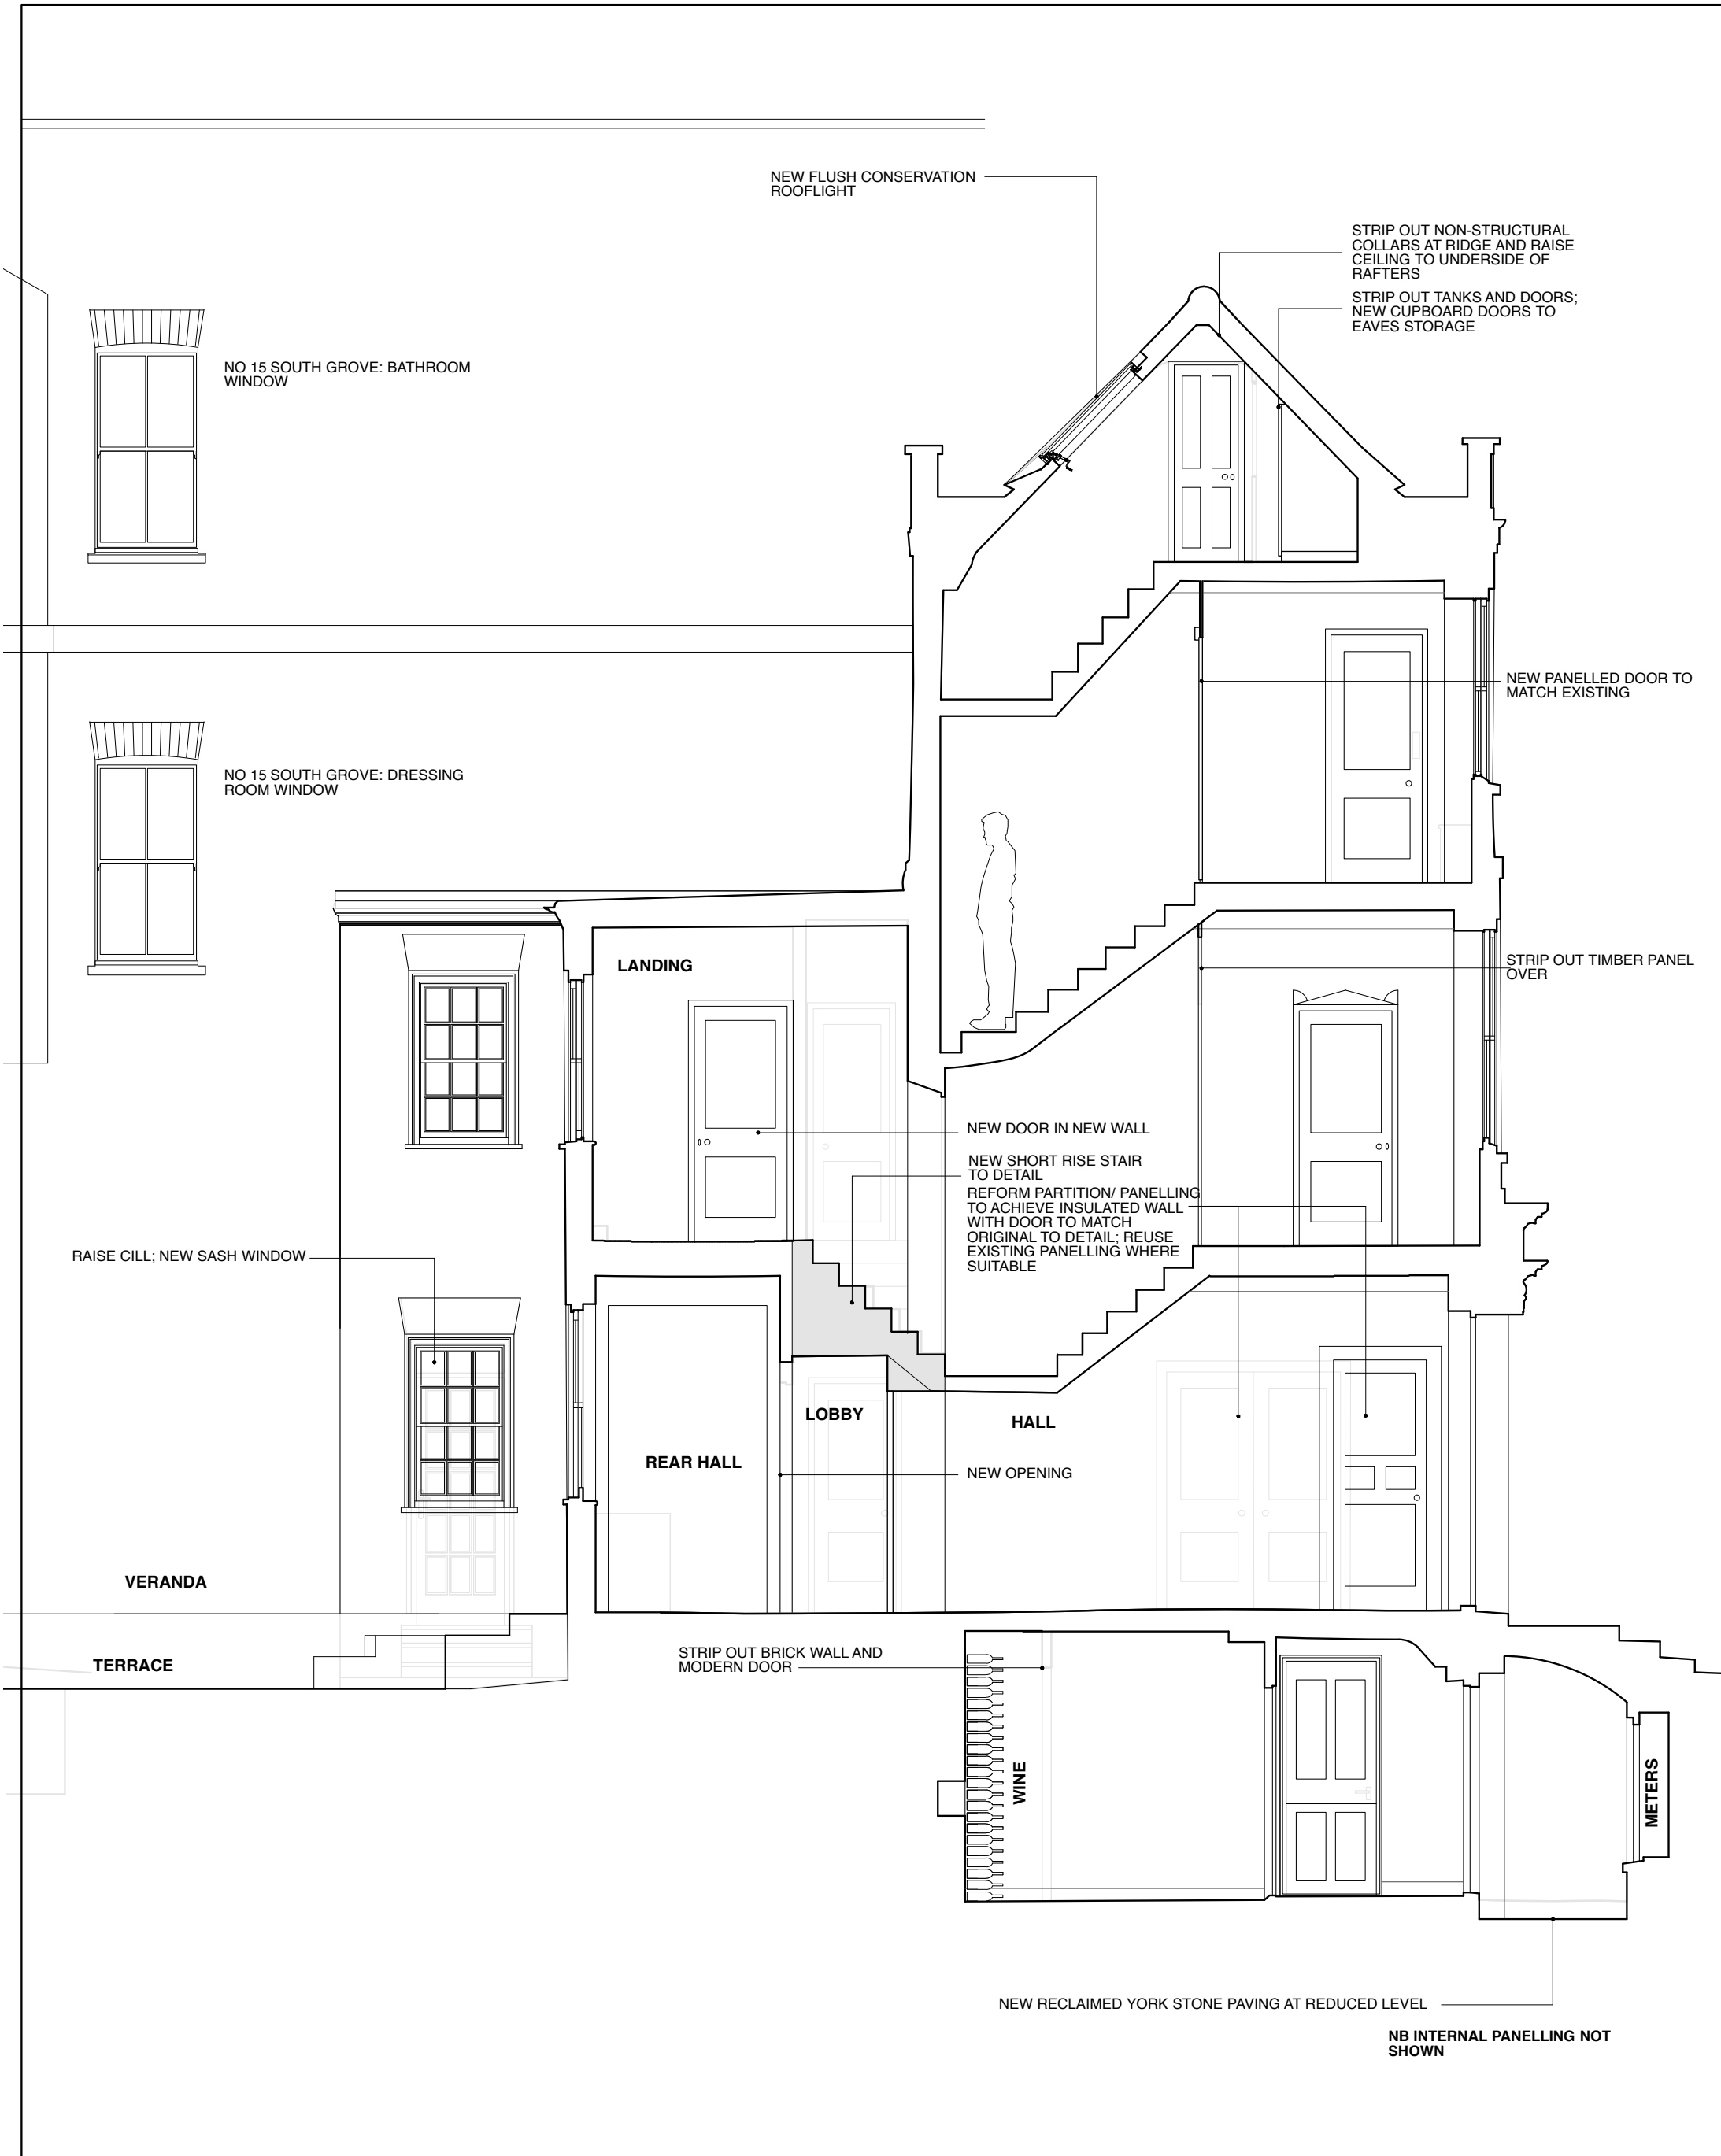 NEW FLUSH CONSERVATION
ROOFLIGHT
STRIP OUT NON-STRUCTURAL
COLLARS AT RIDGE AND RAISE
CEILING TO UNDERSIDE OF
RAFTERS
STRIP OUT TANKS AND DOORS;
NEW CUPBOARD DOORS TO
EAVES STORAGE
NO 15 SOUTH GROVE: BATHROOM
WINDOW
NEW PANELLED DOOR TO
MATCH EXISTING
NO 15 SOUTH GROVE: DRESSING
ROOM WINDOW
LANDING
STRIP OUT TIMBER PANEL
OVER
NEW DOOR IN NEW WALL
NEW SHORT RISE STAIR
TO DETAIL
REFORM PARTITION/ PANELLING
TO ACHIEVE INSULATED WALL
WITH DOOR TO MATCH
ORIGINAL TO DETAIL; REUSE
EXISTING PANELLING WHERE
SUITABLE
RAISE CILL; NEW SASH WINDOW
LOBBY
HALL
REAR HALL
NEW OPENING
VERANDA
TERRACE
STRIP OUT BRICK WALL AND
MODERN DOOR
WINE
METERS
NEW RECLAIMED YORK STONE PAVING AT REDUCED LEVEL
NB INTERNAL PANELLING NOT
SHOWN